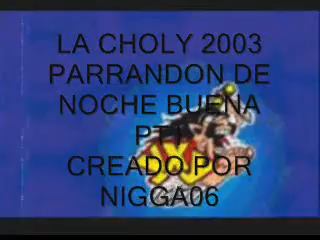 LA CHOLY 2003
PARRANDON DE
NOCHE BUENA
PT1
CREADO POR
NIGGA06